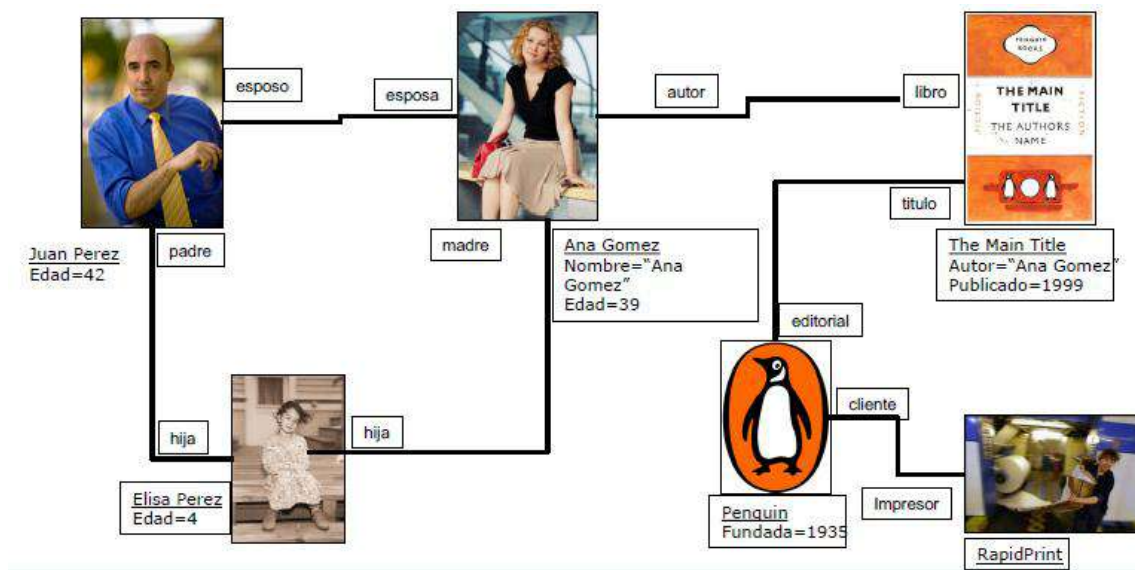 esposo
esposa
autor
libro
PENGUIN
BOOKS
THE MAIN
TITLE
THE AUTHORS
NAME
FICTION
FICTION
titulo
Juan Perez
Edad=42
padre
madre
Ana Gomez
Nombre="Ana
Gomez"
Edad=39
The Main Title
Autor="Ana Gomez"
Publicado=1999
editorial
hija
hija
cliente
Elisa Perez
Edad=4
Penguin
Fundada=1935
Impresor
RapidPrint